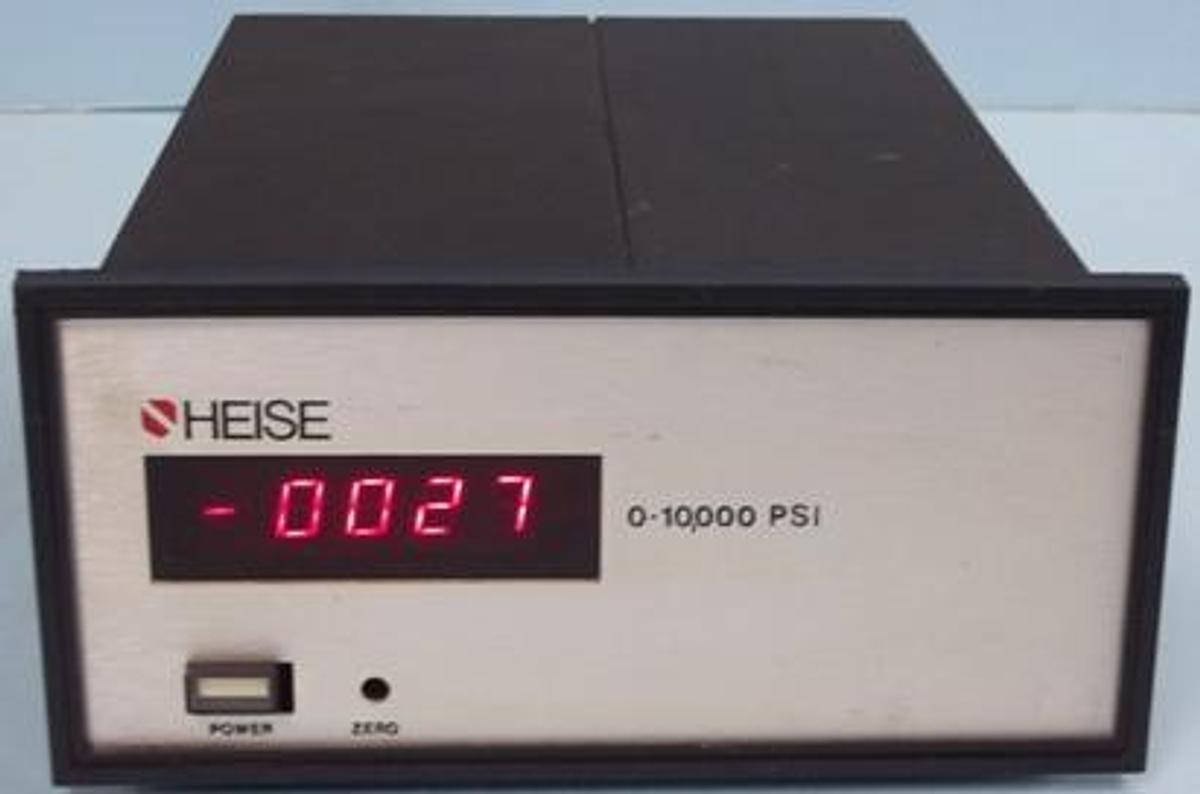 HEISE
-0027
0-10,000 PSI
POWER
ZERO